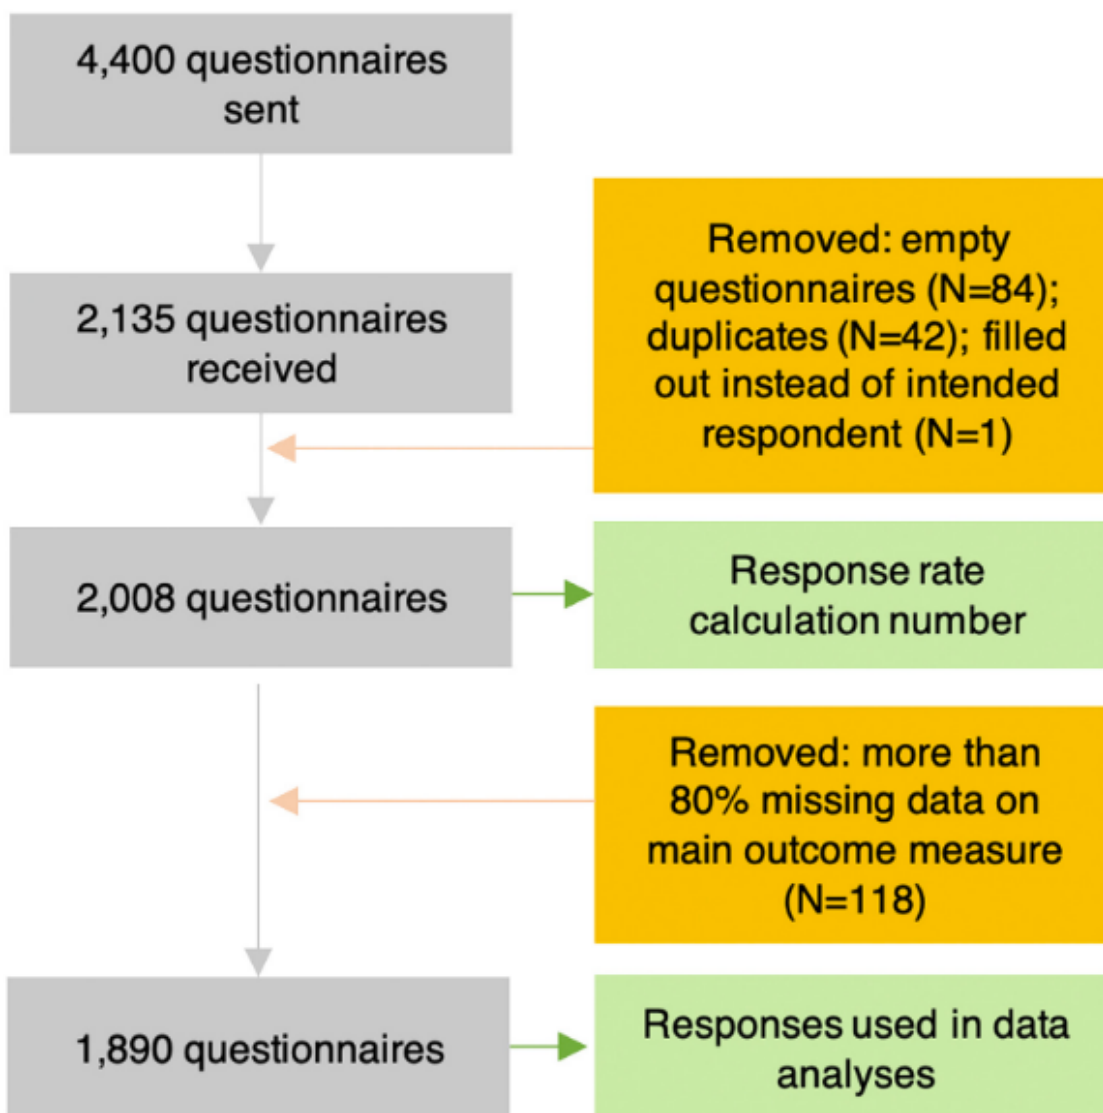 4,400 questionnaires
sent
2,135 questionnaires
received
Removed: empty
questionnaires (N=84);
duplicates (N=42); filled
out instead of intended
respondent (N=1)
2,008 questionnaires
Response rate
calculation number
Removed: more than
80% missing data on
main outcome measure
(N=118)
1,890 questionnaires
Responses used in data
analyses